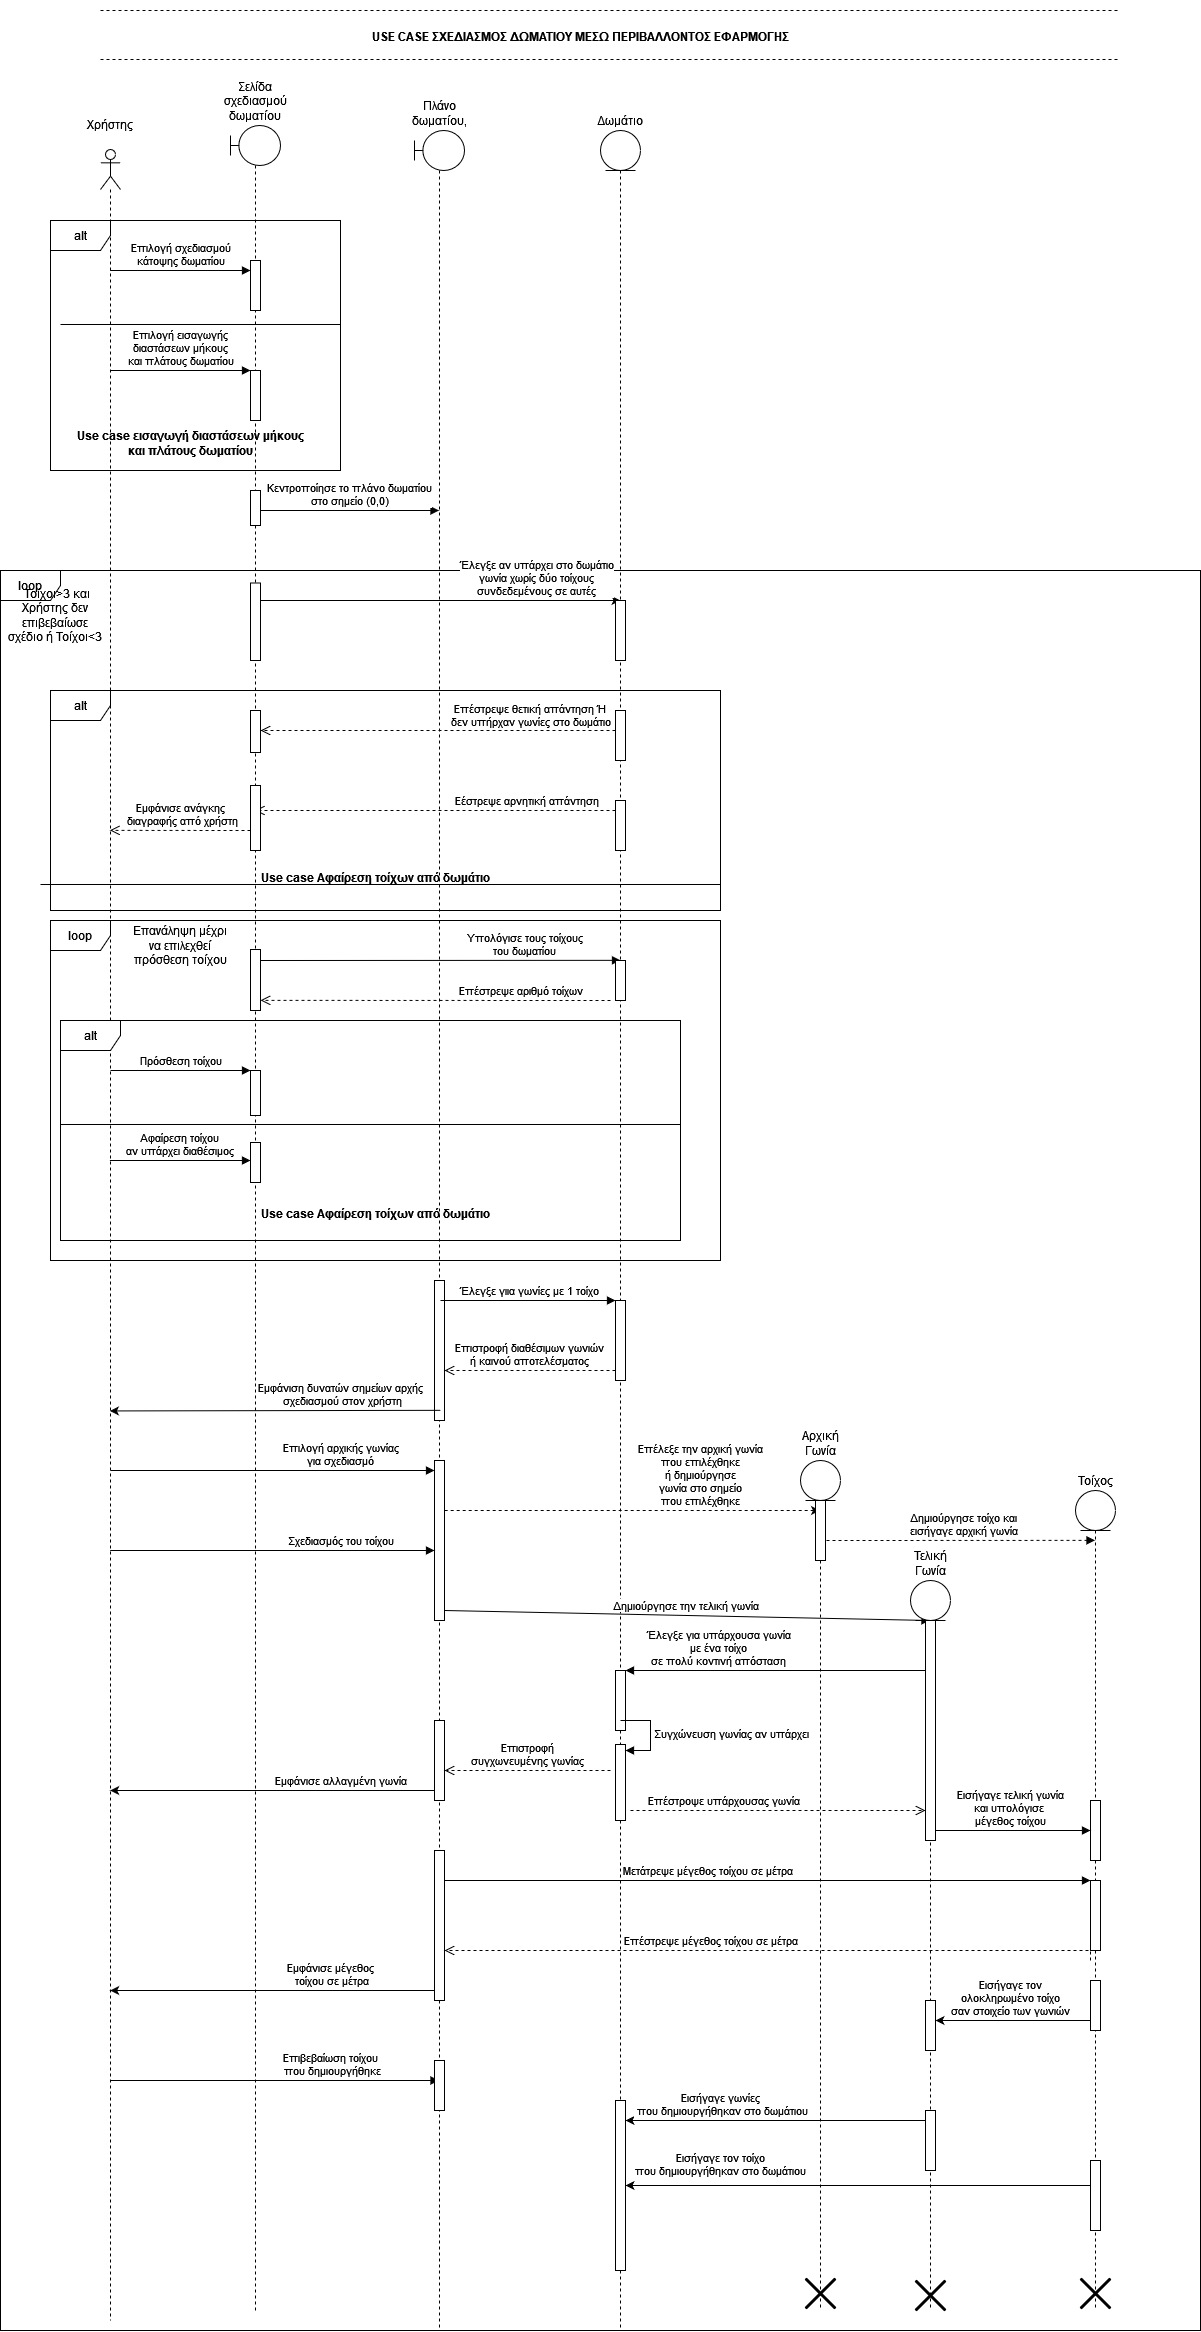 USE CASE ΣΧΕΔΙΑΣΜΟΣ ΔΩΜΑΤΙΟΥ ΜΕΣΩ ΠΕΡΙΒΑΛΛΟΝΤΟΣ ΕΦΑΡΜΟΓΗΣ
Χρήστης
Σελίδα
σχεδιασμού
δωματίου
Πλάνο
δωματίου,
Δωμάτιο
alt
Επιλογή σχεδιασμού
κάτοψης δωματίου
Επιλογή εισαγωγής
διαστάσεων μήκους
και πλάτους δωματίου
Use case εισαγωγή διαστάσεων μήκους
και πλάτους δωματίου
Κεντροποίησε το πλάνο δωματίου
στο σημείο (0,0)
loop
Τοίχοι>3 και
Χρήστης δεν
επιβεβαίωσε
σχέδιο ή Τοίχοι<3
Έλεγξε αν υπάρχει στο δωμάτιο
γωνία χωρίς δύο τοίχους
συνδεδεμένους σε αυτές
alt
Επέστρεψε θετική απάντηση Ή
δεν υπήρχαν γωνίες στο δωμάτιο
Εέστρεψε αρνητική απάντηση
Εμφάνισε ανάγκης
διαγραφής από χρήστη
Use case Αφαίρεση τοίχων από δωμάτιο
loop
Επανάληψη μέχρι
να επιλεχθεί
πρόσθεση τοίχου
Υπολόγισε τους τοίχους
του δωματίου
Επέστρεψε αριθμό τοίχων
alt
Πρόσθεση τοίχου
Αφαίρεση τοίχου
αν υπάρχει διαθέσιμος
Use case Αφαίρεση τοίχων από δωμάτιο
Έλεγξε γιια γωνίες με 1 τοίχο
Επιστροφή διαθέσιμων γωνιών
ή καινού αποτελέσματος
Εμφάνιση δυνατών σημείων αρχής
σχεδιασμού στον χρήστη
Επιλογή αρχικής γωνίας
για σχεδιασμό
Επέλεξε την αρχική γωνία
που επιλέχθηκε
ή δημιούργησε
γωνία στο σημείο
που επιλέχθηκε
Αρχική
Γωνία
Τοίχος
Δημιούργησε τοίχο και
εισήγαγε αρχική γωνία
Σχεδιασμός του τοίχου
Τελική
Γωνία
Δημιούργησε την τελική γωνία
Έλεγξε για υπάρχουσα γωνία
με ένα τοίχο
σε πολύ κοντινή απόσταση
Συγχώνευση γωνίας αν υπάρχει
Επιστροφή
συγχωνευμένης γωνίας
Εμφάνισε αλλαγμένη γωνία
Επέστροψε υπάρχουσας γωνία
Εισήγαγε τελική γωνία
και υπολόγισε
μέγεθος τοίχου
Μετάτρεψε μέγεθος τοίχου σε μέτρα
Επέστρεψε μέγεθος τοίχου σε μέτρα
Εμφάνισε μέγεθος
τοίχου σε μέτρα
Εισήγαγε τον
ολοκληρωμένο τοίχο
σαν στοιχείο των γωνιών
Επιβεβαίωση τοίχου
που δημιουργήθηκε
Εισήγαγε γωνίες
που δημιουργήθηκαν στο δωμάτιου
Εισήγαγε τον τοίχο
που δημιουργήθηκαν στο δωμάτιου